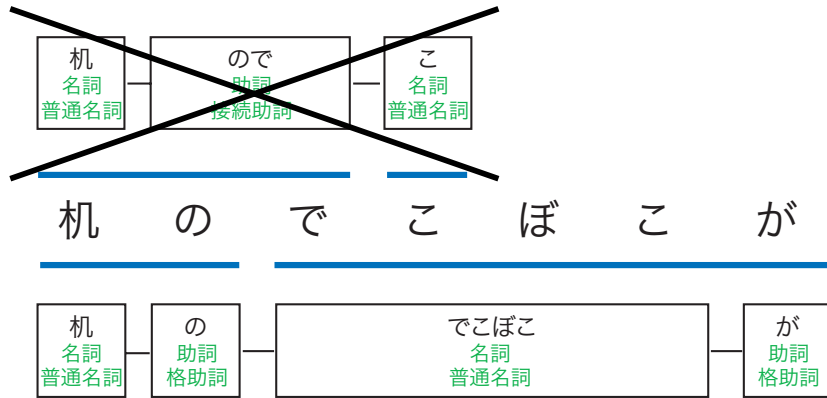 机 ので こ
名詞 助詞 名詞
普通名詞 接続助詞 普通名詞
机 の で こ ぼ こ が
机 の でこぼこ が
名詞 助詞 名詞 助詞
普通名詞 格助詞 普通名詞 格助詞